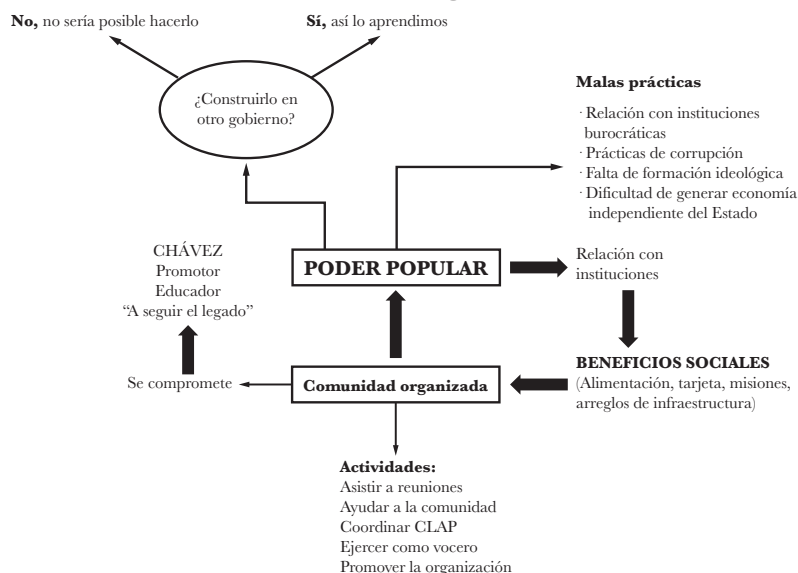 No, no sería posible hacerlo
Sí, así lo aprendimos
¿Construirlo en
otro gobierno?
Malas prácticas
· Relación con instituciones
burocráticas
· Prácticas de corrupción
· Falta de formación ideológica
· Dificultad de generar economía
independiente del Estado
CHÁVEZ
Promotor
Educador
“A seguir el legado”
PODER POPULAR
Relación con
instituciones
Se compromete
Comunidad organizada
BENEFICIOS SOCIALES
(Alimentación, tarjeta, misiones,
arreglos de infraestructura)
Actividades:
Asistir a reuniones
Ayudar a la comunidad
Coordinar CLAP
Ejercer como vocero
Promover la organización